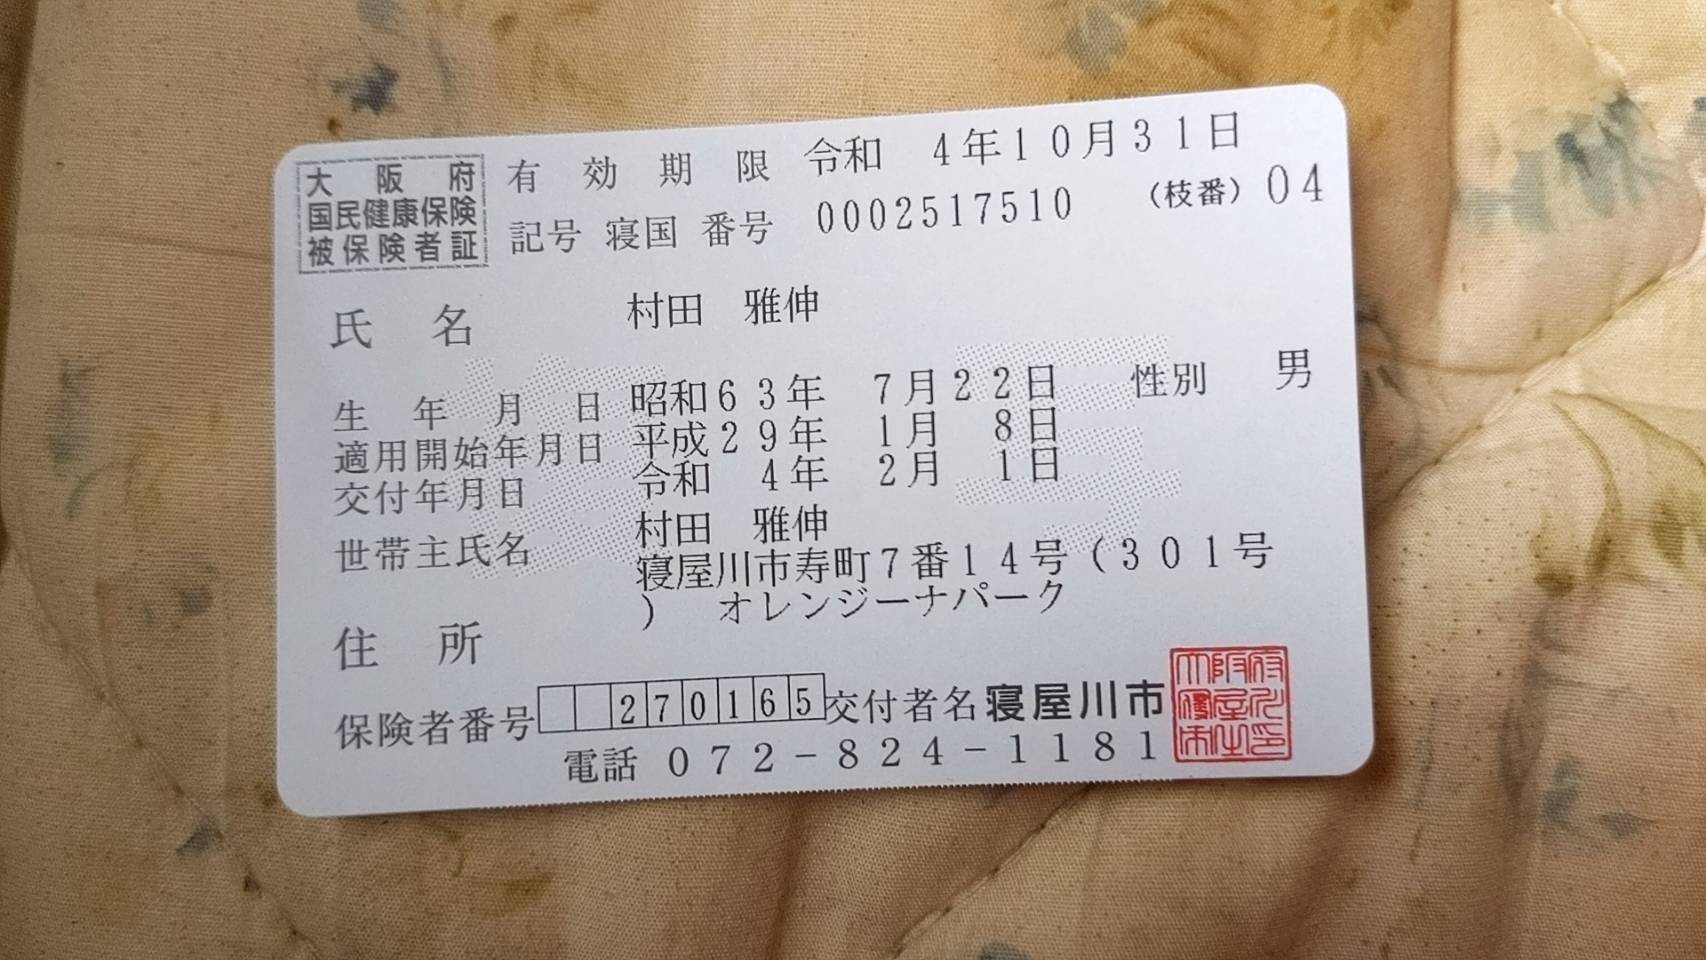 大阪府
国民健康保険
被保険者証
有効期限 令和 4年10月31日
記号 寝国 番号 0002517510 (枝番) 04
氏名 村田 雅伸
生年月日 昭和63年 7月22日 性別 男
適用開始年月日 平成29年 1月 8日
交付年月日 令和 4年 2月 1日
世帯主氏名 村田 雅伸
住所 寝屋川市寿町7番14号(301号
) オレンジーナパーク
保険者番号 270165 交付者名 寝屋川市
電話 072-824-1181